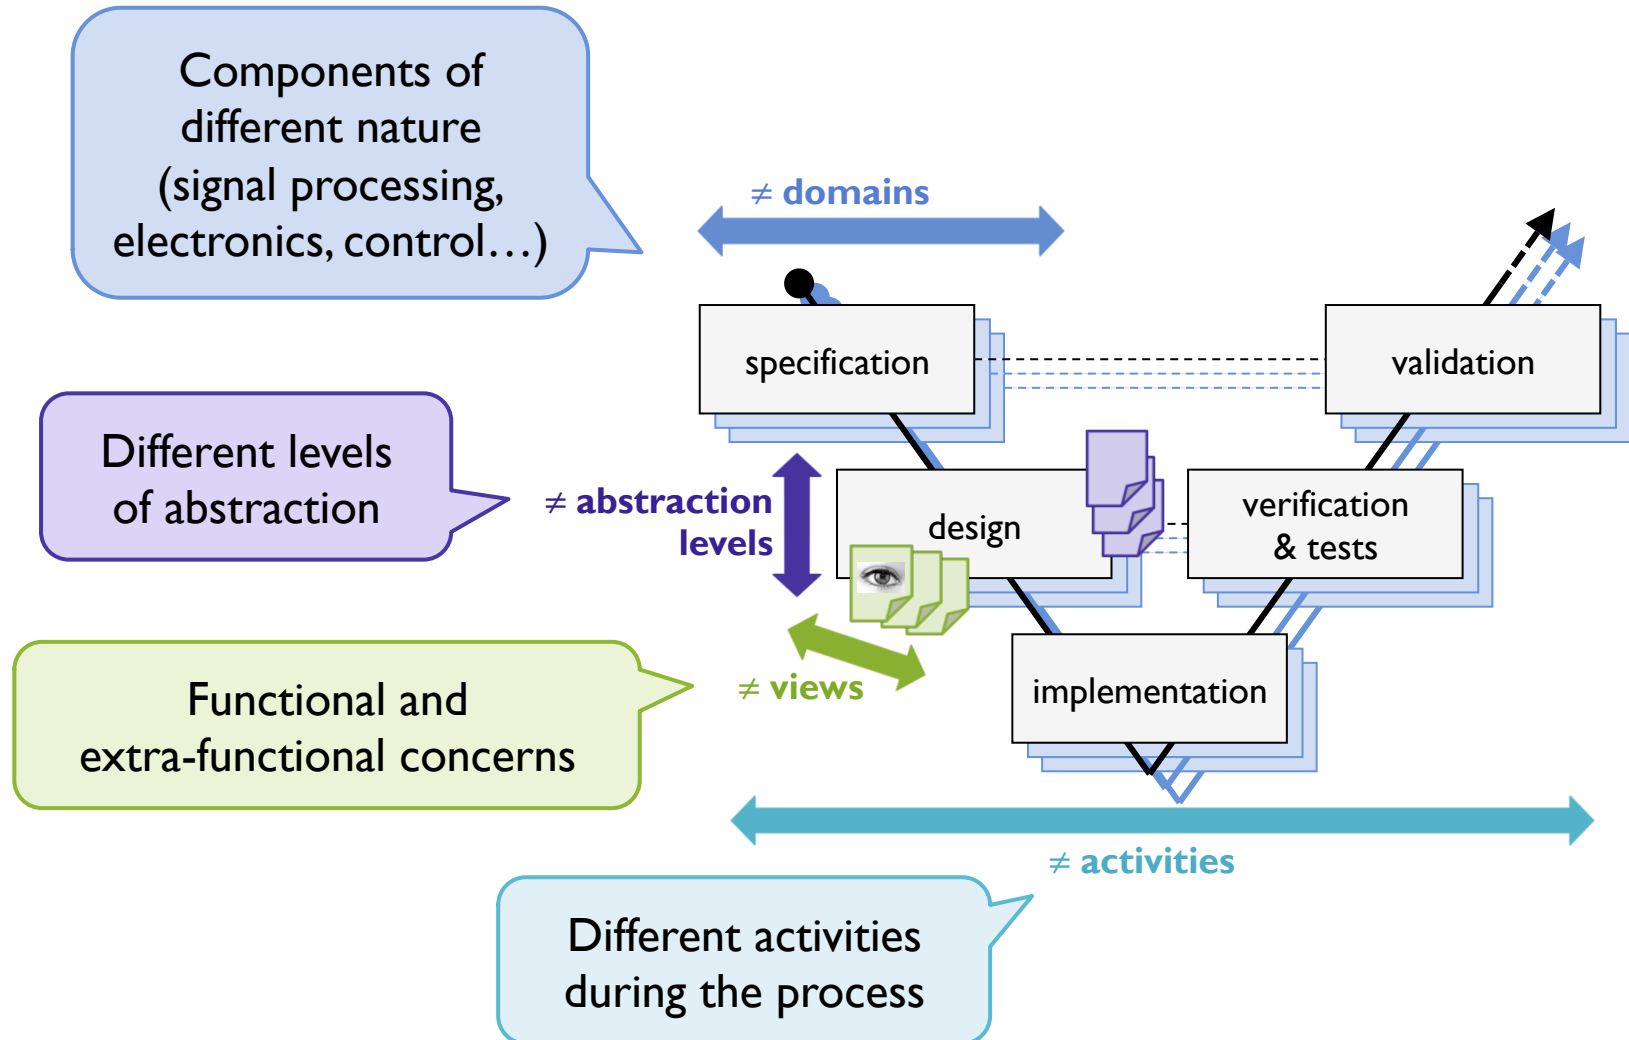 Components of
different nature
(signal processing,
electronics, control…)
≠ domains
specification
validation
Different levels
of abstraction
≠ abstraction
levels
design
verification
& tests
Functional and
extra-functional concerns
≠ views
implementation
≠ activities
Different activities
during the process